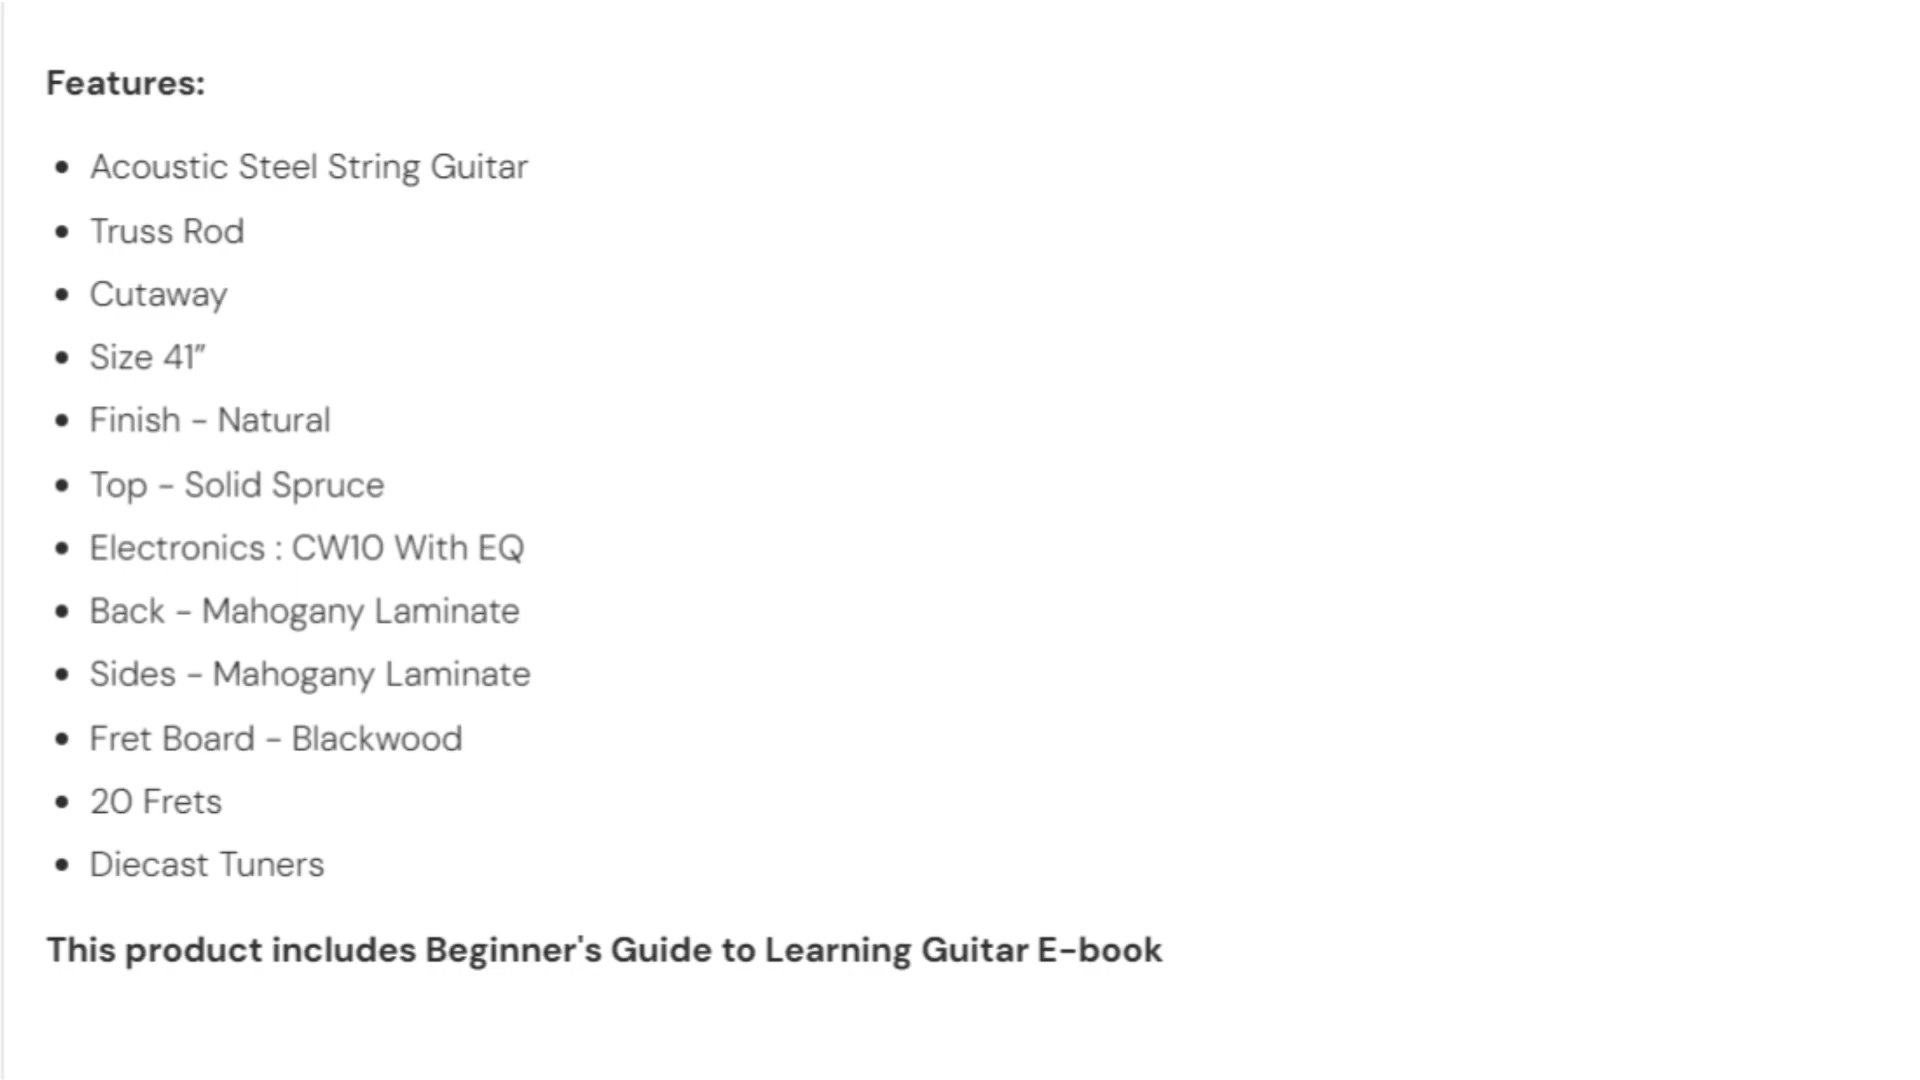 Features:
• Acoustic Steel String Guitar
• Truss Rod
• Cutaway
• Size 41”
• Finish - Natural
• Top - Solid Spruce
• Electronics : CW10 With EQ
• Back - Mahogany Laminate
• Sides - Mahogany Laminate
• Fret Board - Blackwood
• 20 Frets
• Diecast Tuners
This product includes Beginner's Guide to Learning Guitar E-book